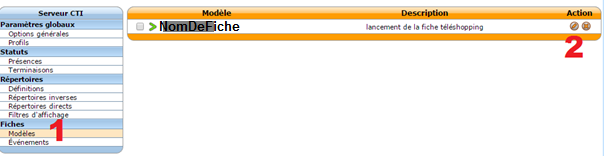 Serveur CTI
Paramètres globaux
Options générales
Profils
Statuts
Présences
Terminaisons
Répertoires
Définitions
Répertoires inverses
Répertoires directs
Filtres d'affichage
Fiches
Modèles
1
Événements
Modèle Description Action
NomDeFiche lancement de la fiche téléshopping
2